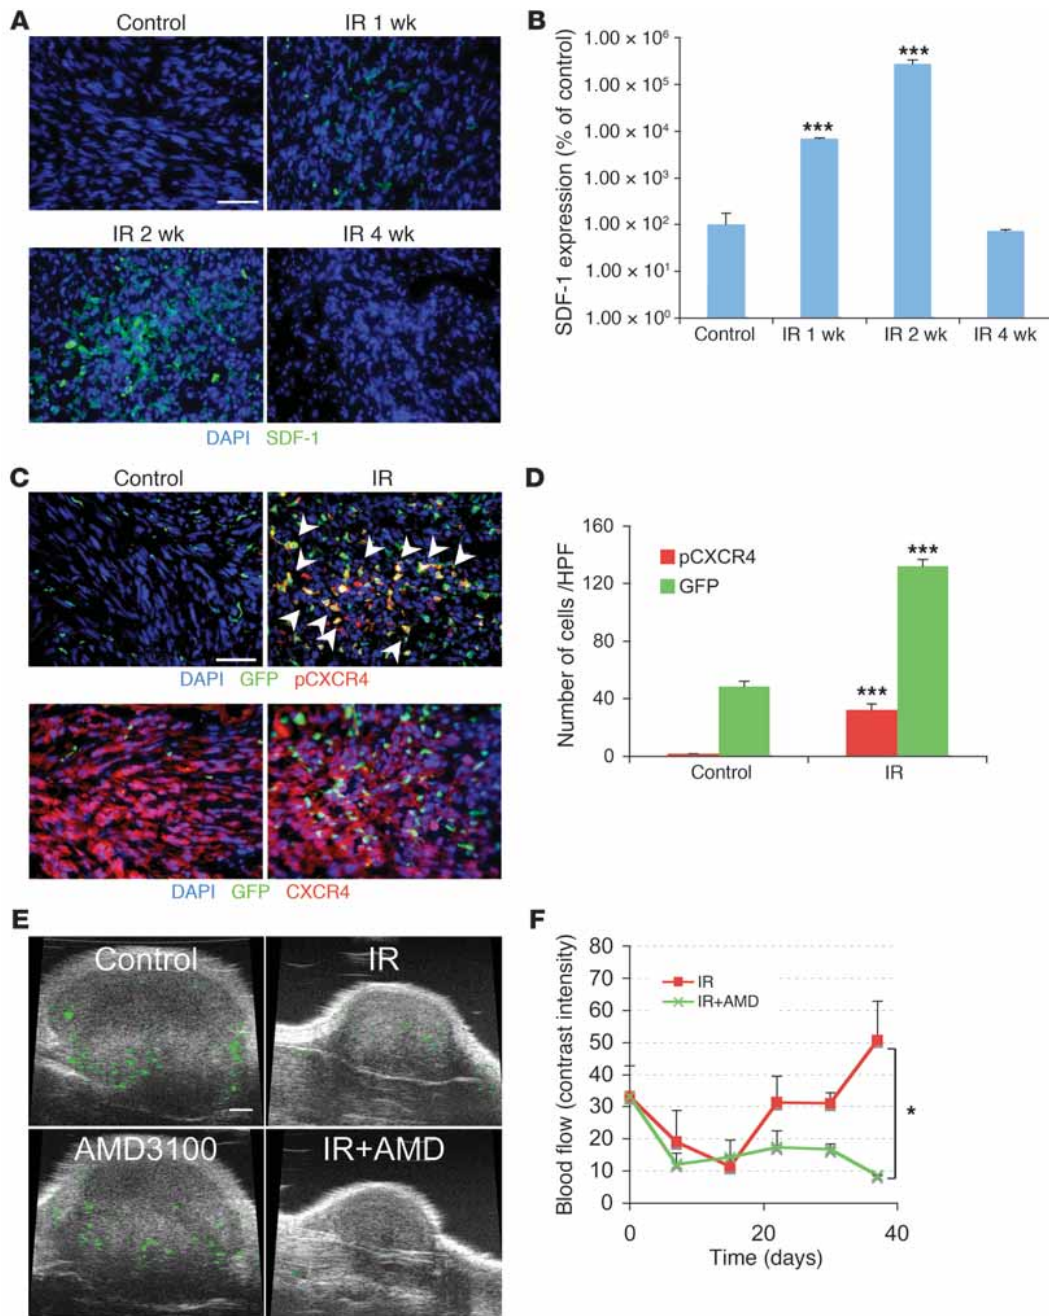 A
Control
IR 1 wk
IR 2 wk
IR 4 wk
DAPI SDF-1
B
SDF-1 expression (% of control)
1.00 × 10⁶
1.00 × 10⁵
1.00 × 10⁴
1.00 × 10⁶
1.00 × 10²
1.00 × 10¹
1.00 × 10⁰
***
***
Control
IR 1 wk
IR 2 wk
IR 4 wk
C
Control
IR
DAPI GFP pCXCR4
DAPI GFP CXCR4
D
Number of cells /HPF
160
120
80
40
0
pCXCR4
GFP
***
***
Control
IR
E
Control
IR
AMD3100
IR+AMD
F
Blood flow (contrast intensity)
80
70
60
50
40
30
20
10
0
IR
IR+AMD
*
0
20
40
Time (days)